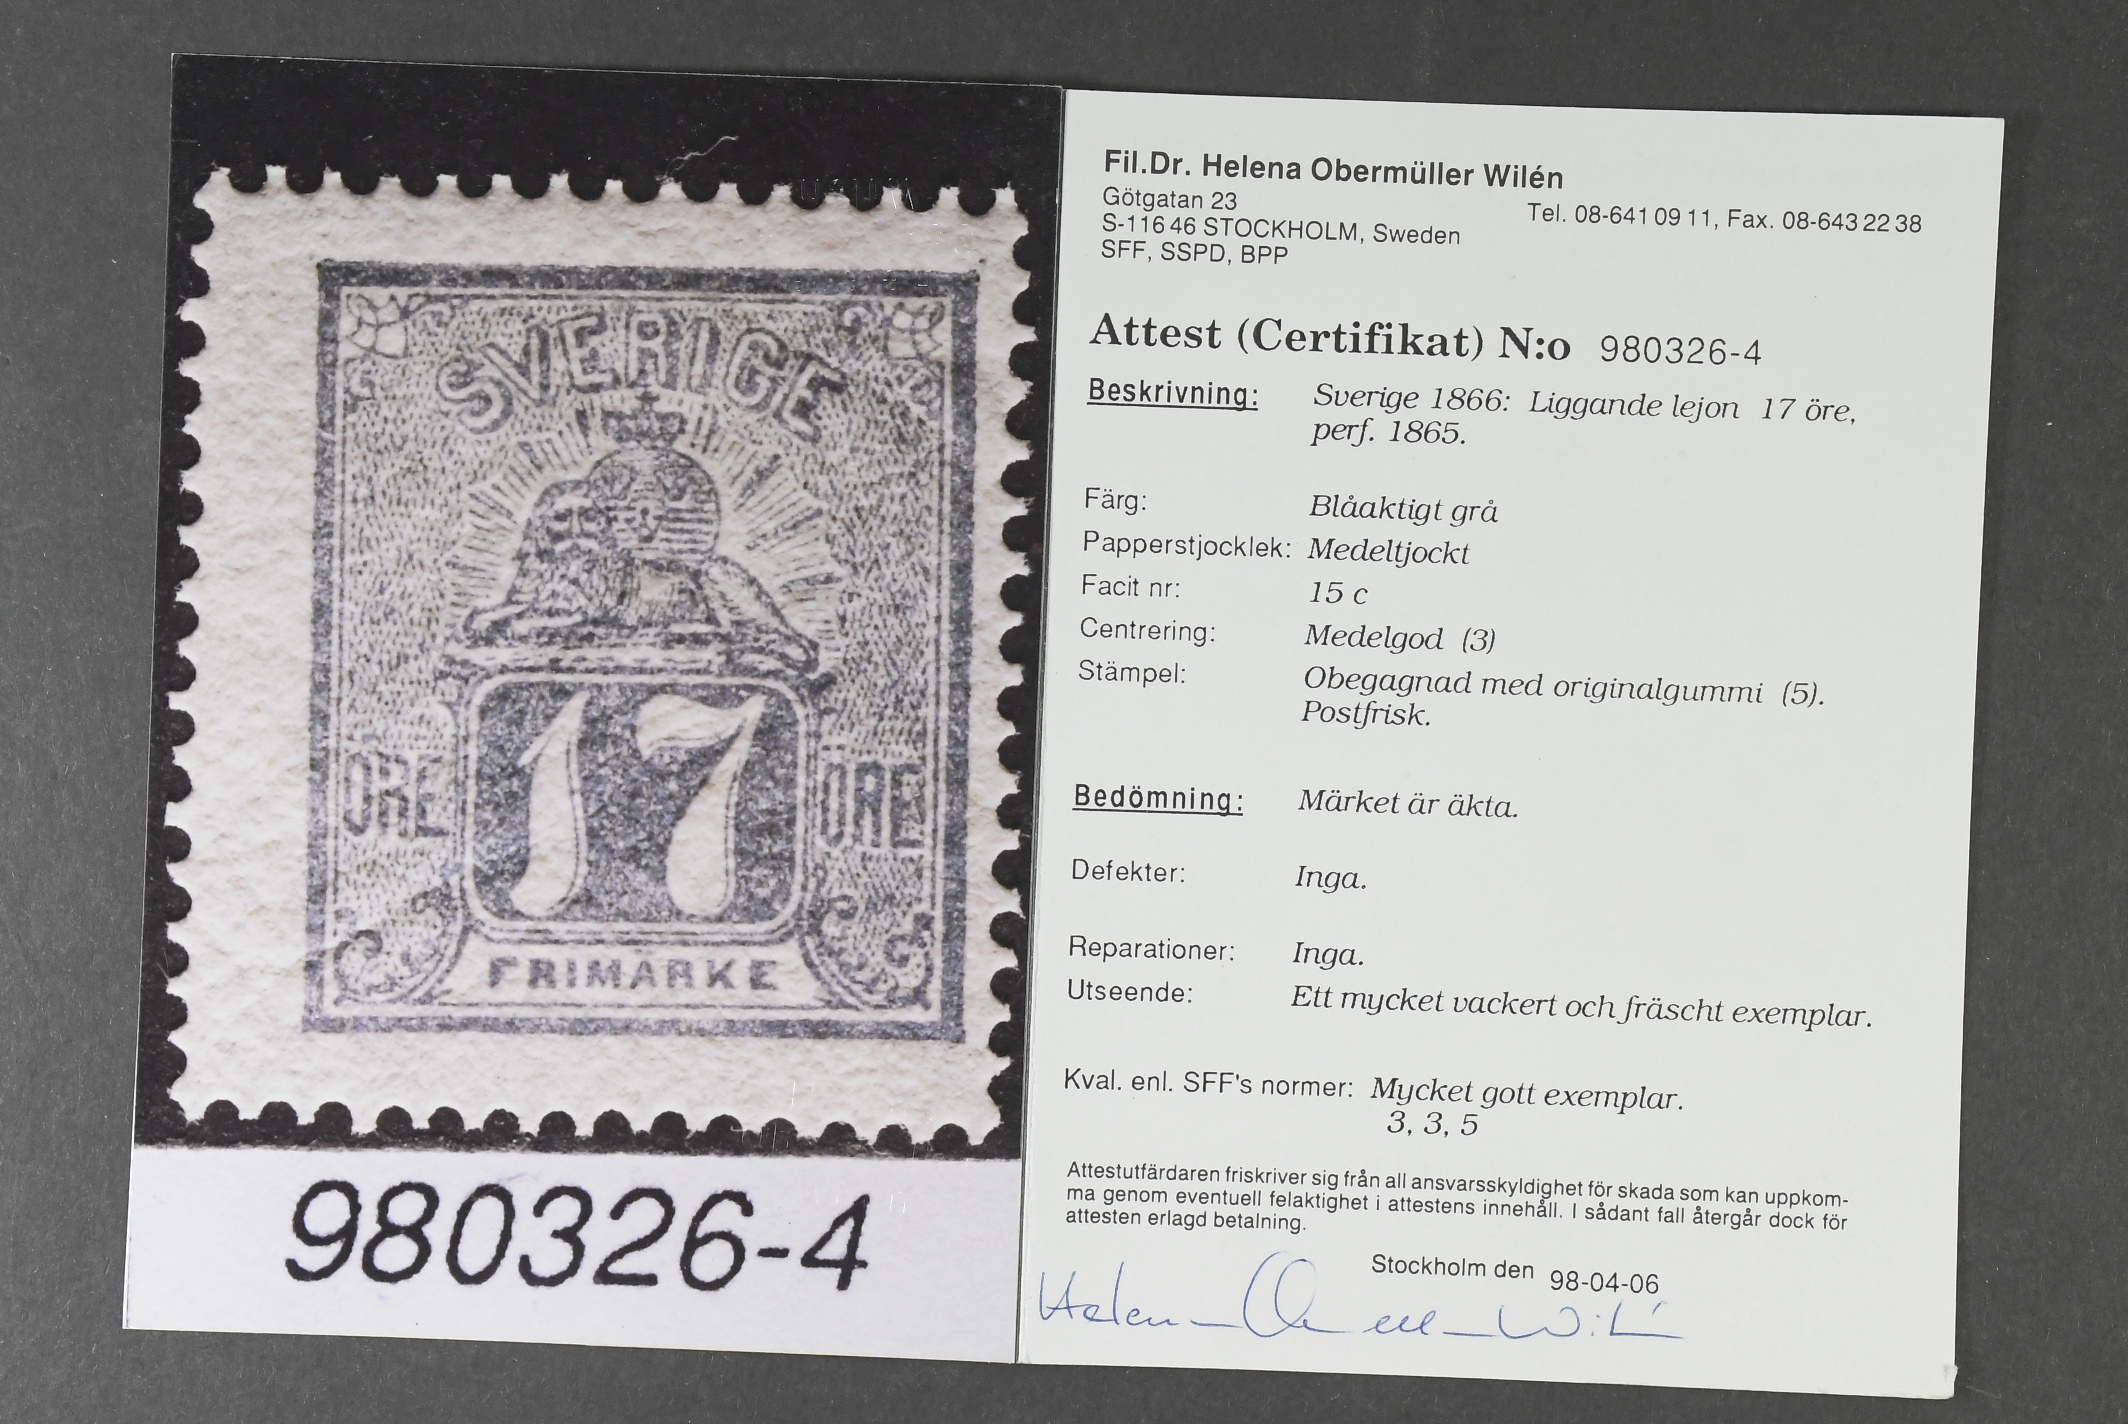 SVERIGE
ÖRE 17 ÖRE
FRIMÄRKE
980326-4
Fil.Dr. Helena Obermüller Wilén
Götgatan 23
Tel. 08-641 09 11, Fax. 08-643 22 38
S-116 46 STOCKHOLM, Sweden
SFF, SSPD, BPP
Attest (Certifikat) N:o 980326-4
Beskrivning: Sverige 1866: Liggande lejon 17 öre,
perf. 1865.
Färg: Blåaktigt grå
Papperstjocklek: Medeltjockt
Facit nr: 15 c
Centrering: Medelgod (3)
Stämpel: Obegagnad med originalgummi (5).
Postfrisk.
Bedömning: Märket är äkta.
Defekter: Inga.
Reparationer: Inga.
Utseende: Ett mycket vackert och fräscht exemplar.
Kval. enl. SFF's normer: Mycket gott exemplar.
3, 3, 5
Attestutfärdaren friskriver sig från all ansvarsskyldighet för skada som kan uppkom-
ma genom eventuell felaktighet i attestens innehåll. I sådant fall återgår dock för
attesten erlagd betalning.
Stockholm den 98-04-06